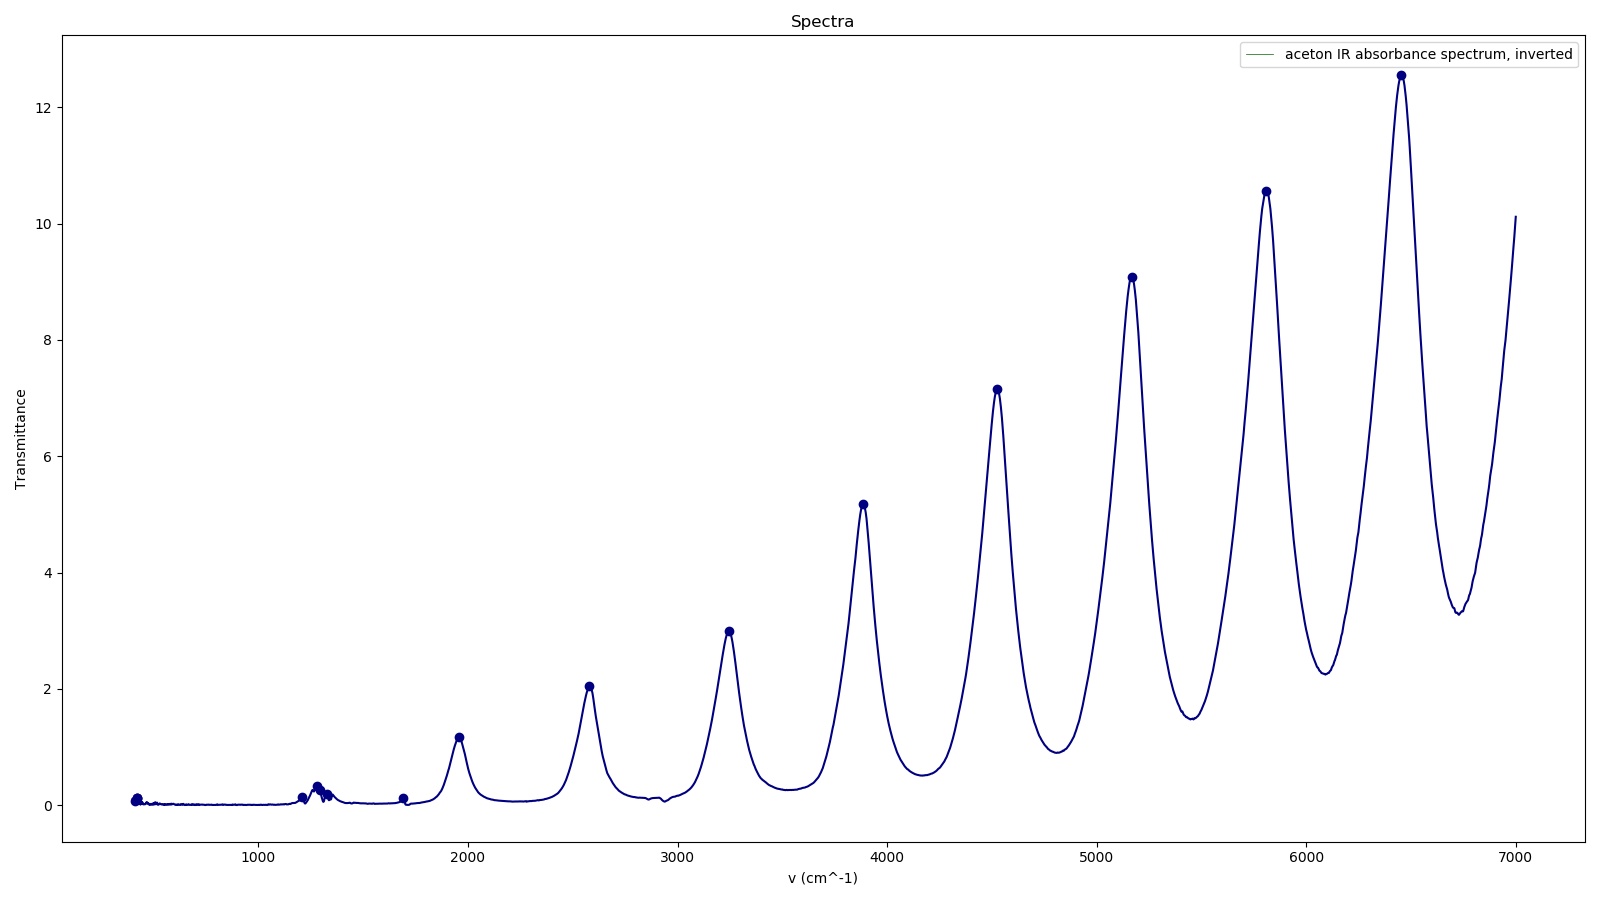 Spectra
aceton IR absorbance spectrum, inverted
Transmittance
12
10
8
6
4
2
0
1000 2000 3000 4000 5000 6000 7000
v (cm^-1)